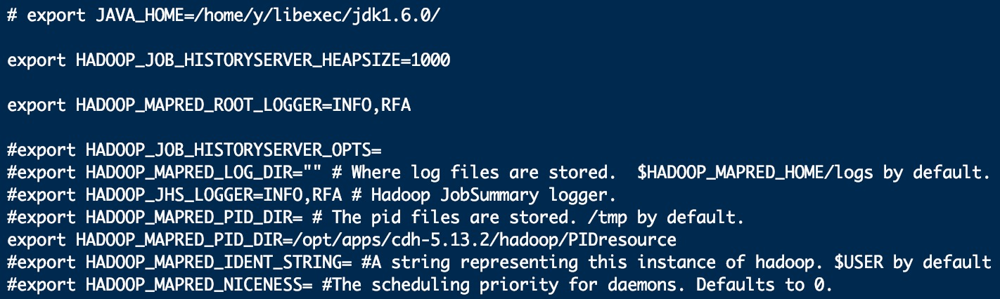 # export JAVA_HOME=/home/y/libexec/jdk1.6.0/
export HADOOP_JOB_HISTORYSERVER_HEAPSIZE=1000
export HADOOP_MAPRED_ROOT_LOGGER=INFO,RFA
#export HADOOP_JOB_HISTORYSERVER_OPTS=
#export HADOOP_MAPRED_LOG_DIR="" # Where log files are stored.  $HADOOP_MAPRED_HOME/logs by default.
#export HADOOP_JHS_LOGGER=INFO,RFA # Hadoop JobSummary logger.
#export HADOOP_MAPRED_PID_DIR= # The pid files are stored. /tmp by default.
export HADOOP_MAPRED_PID_DIR=/opt/apps/cdh-5.13.2/hadoop/PIDresource
#export HADOOP_MAPRED_IDENT_STRING= #A string representing this instance of hadoop. $USER by default
#export HADOOP_MAPRED_NICENESS= #The scheduling priority for daemons. Defaults to 0.